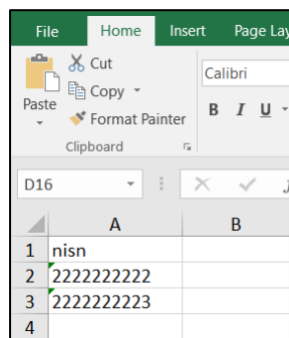 File Home Insert Page Lay
Cut
Copy
Paste
Format Painter
Clipboard
Calibri
B I U
D16
A B
1 nisn
2 2222222222
3 2222222223
4